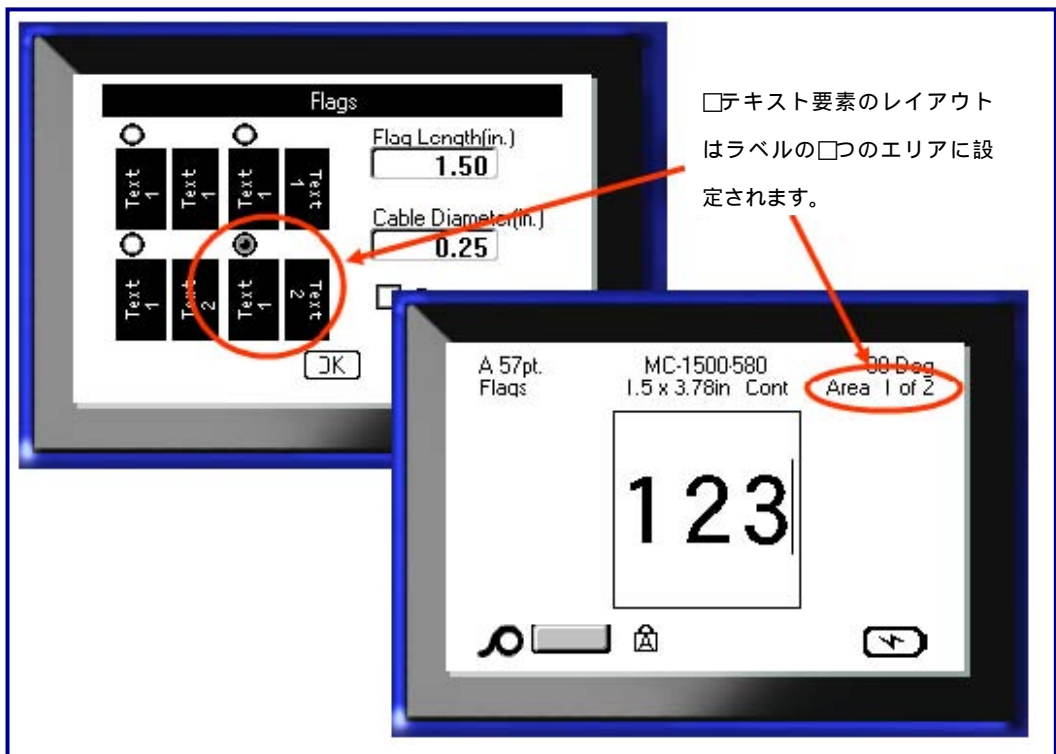 Flags
Text 1
Text 1
Text 1
Text 1
Flag Length(in.)
1.50
Cable Diameter(in.)
0.25
Text 1
Text 2
Text 1
Text 2
□テキスト要素のレイアウト
はラベルの□つのエリアに設
定されます。
A 57pt.
MC-1500-580
Deg
Flags
1.5 x 3.78in Cont
Area 1 of 2
123
A